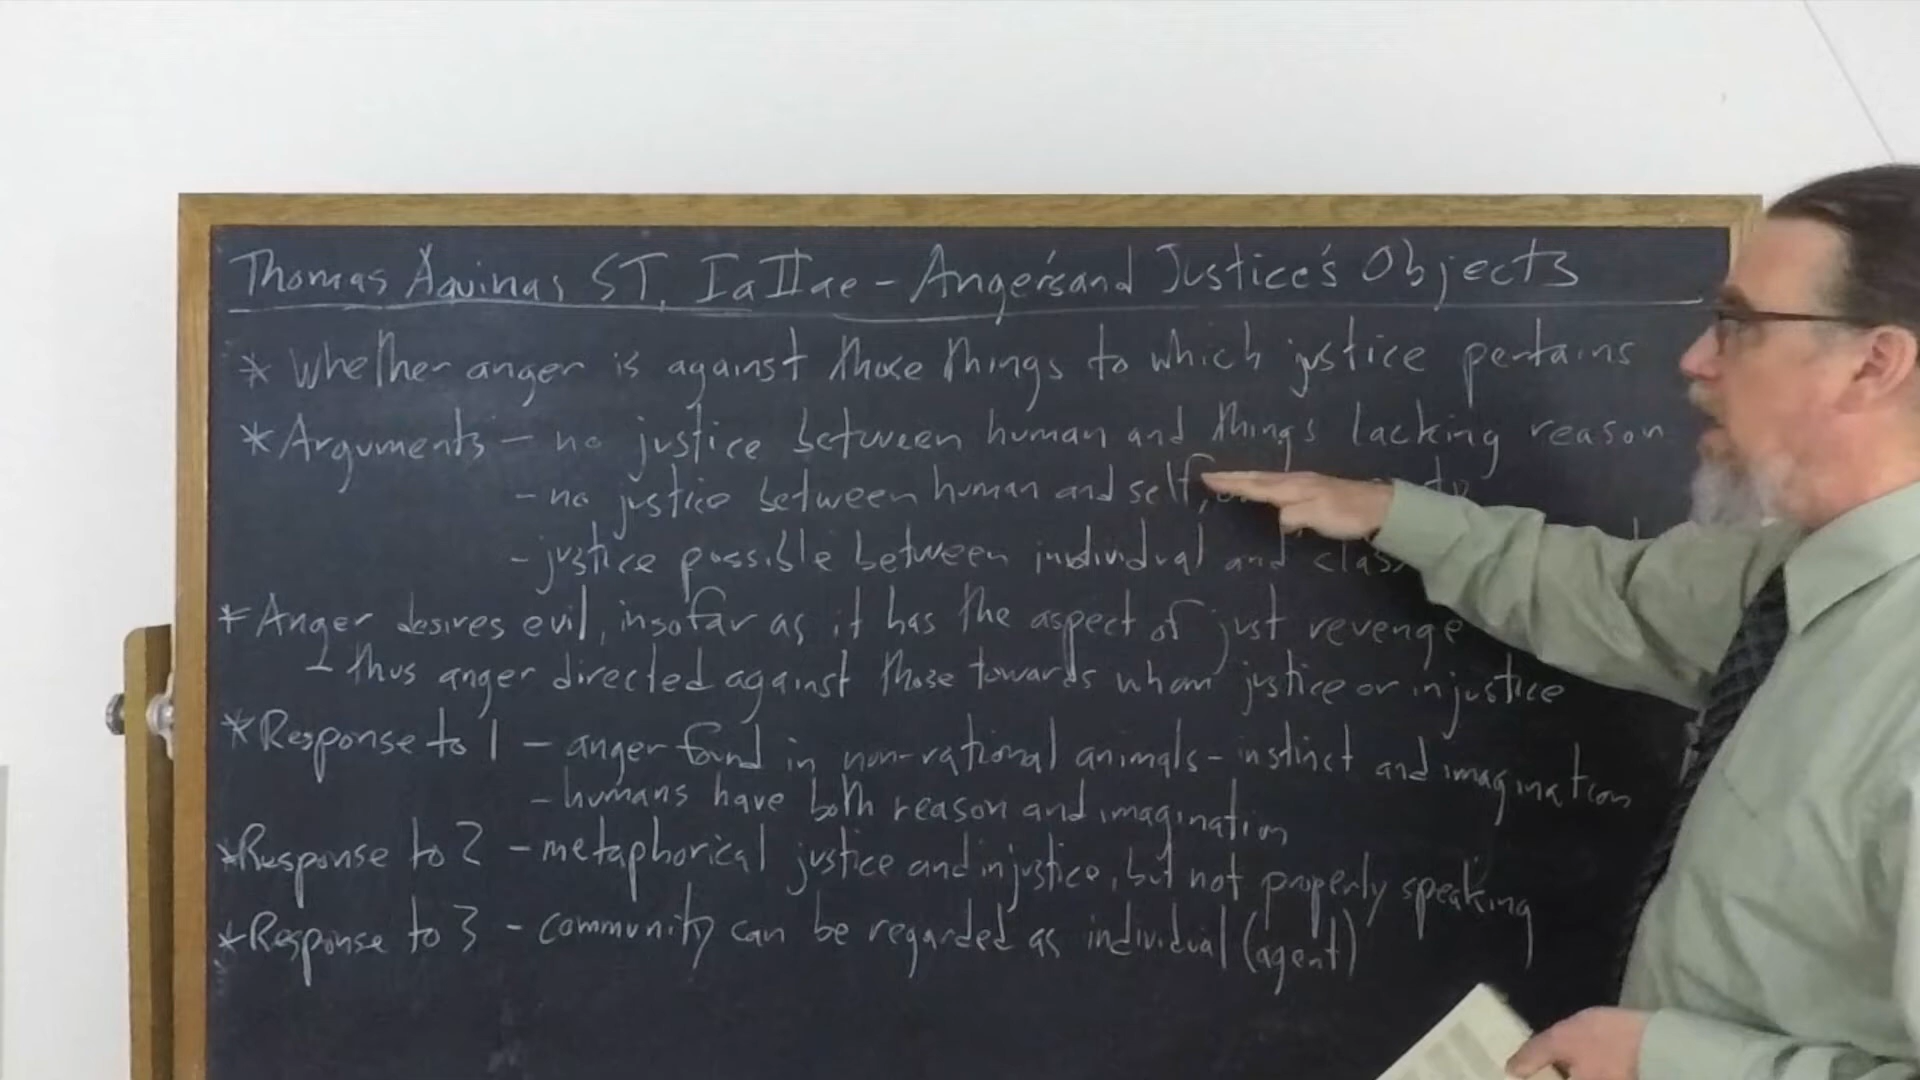 Thomas Aquinas ST, IaIIae - Anger's and Justice's Objects
* Whether anger is against those things to which justice pertains
* Arguments - no justice between human and things lacking reason
- no justice between human and self,
- justice possible between individual and class
* Anger desires evil, insofar as it has the aspect of just revenge
- thus anger directed against those towards whom justice or injustice
* Response to 1 - anger found in non-rational animals - instinct and imagination
- humans have both reason and imagination
* Response to 2 - metaphorical justice and injustice, but not properly speaking
* Response to 3 - community can be regarded as individual (agent)